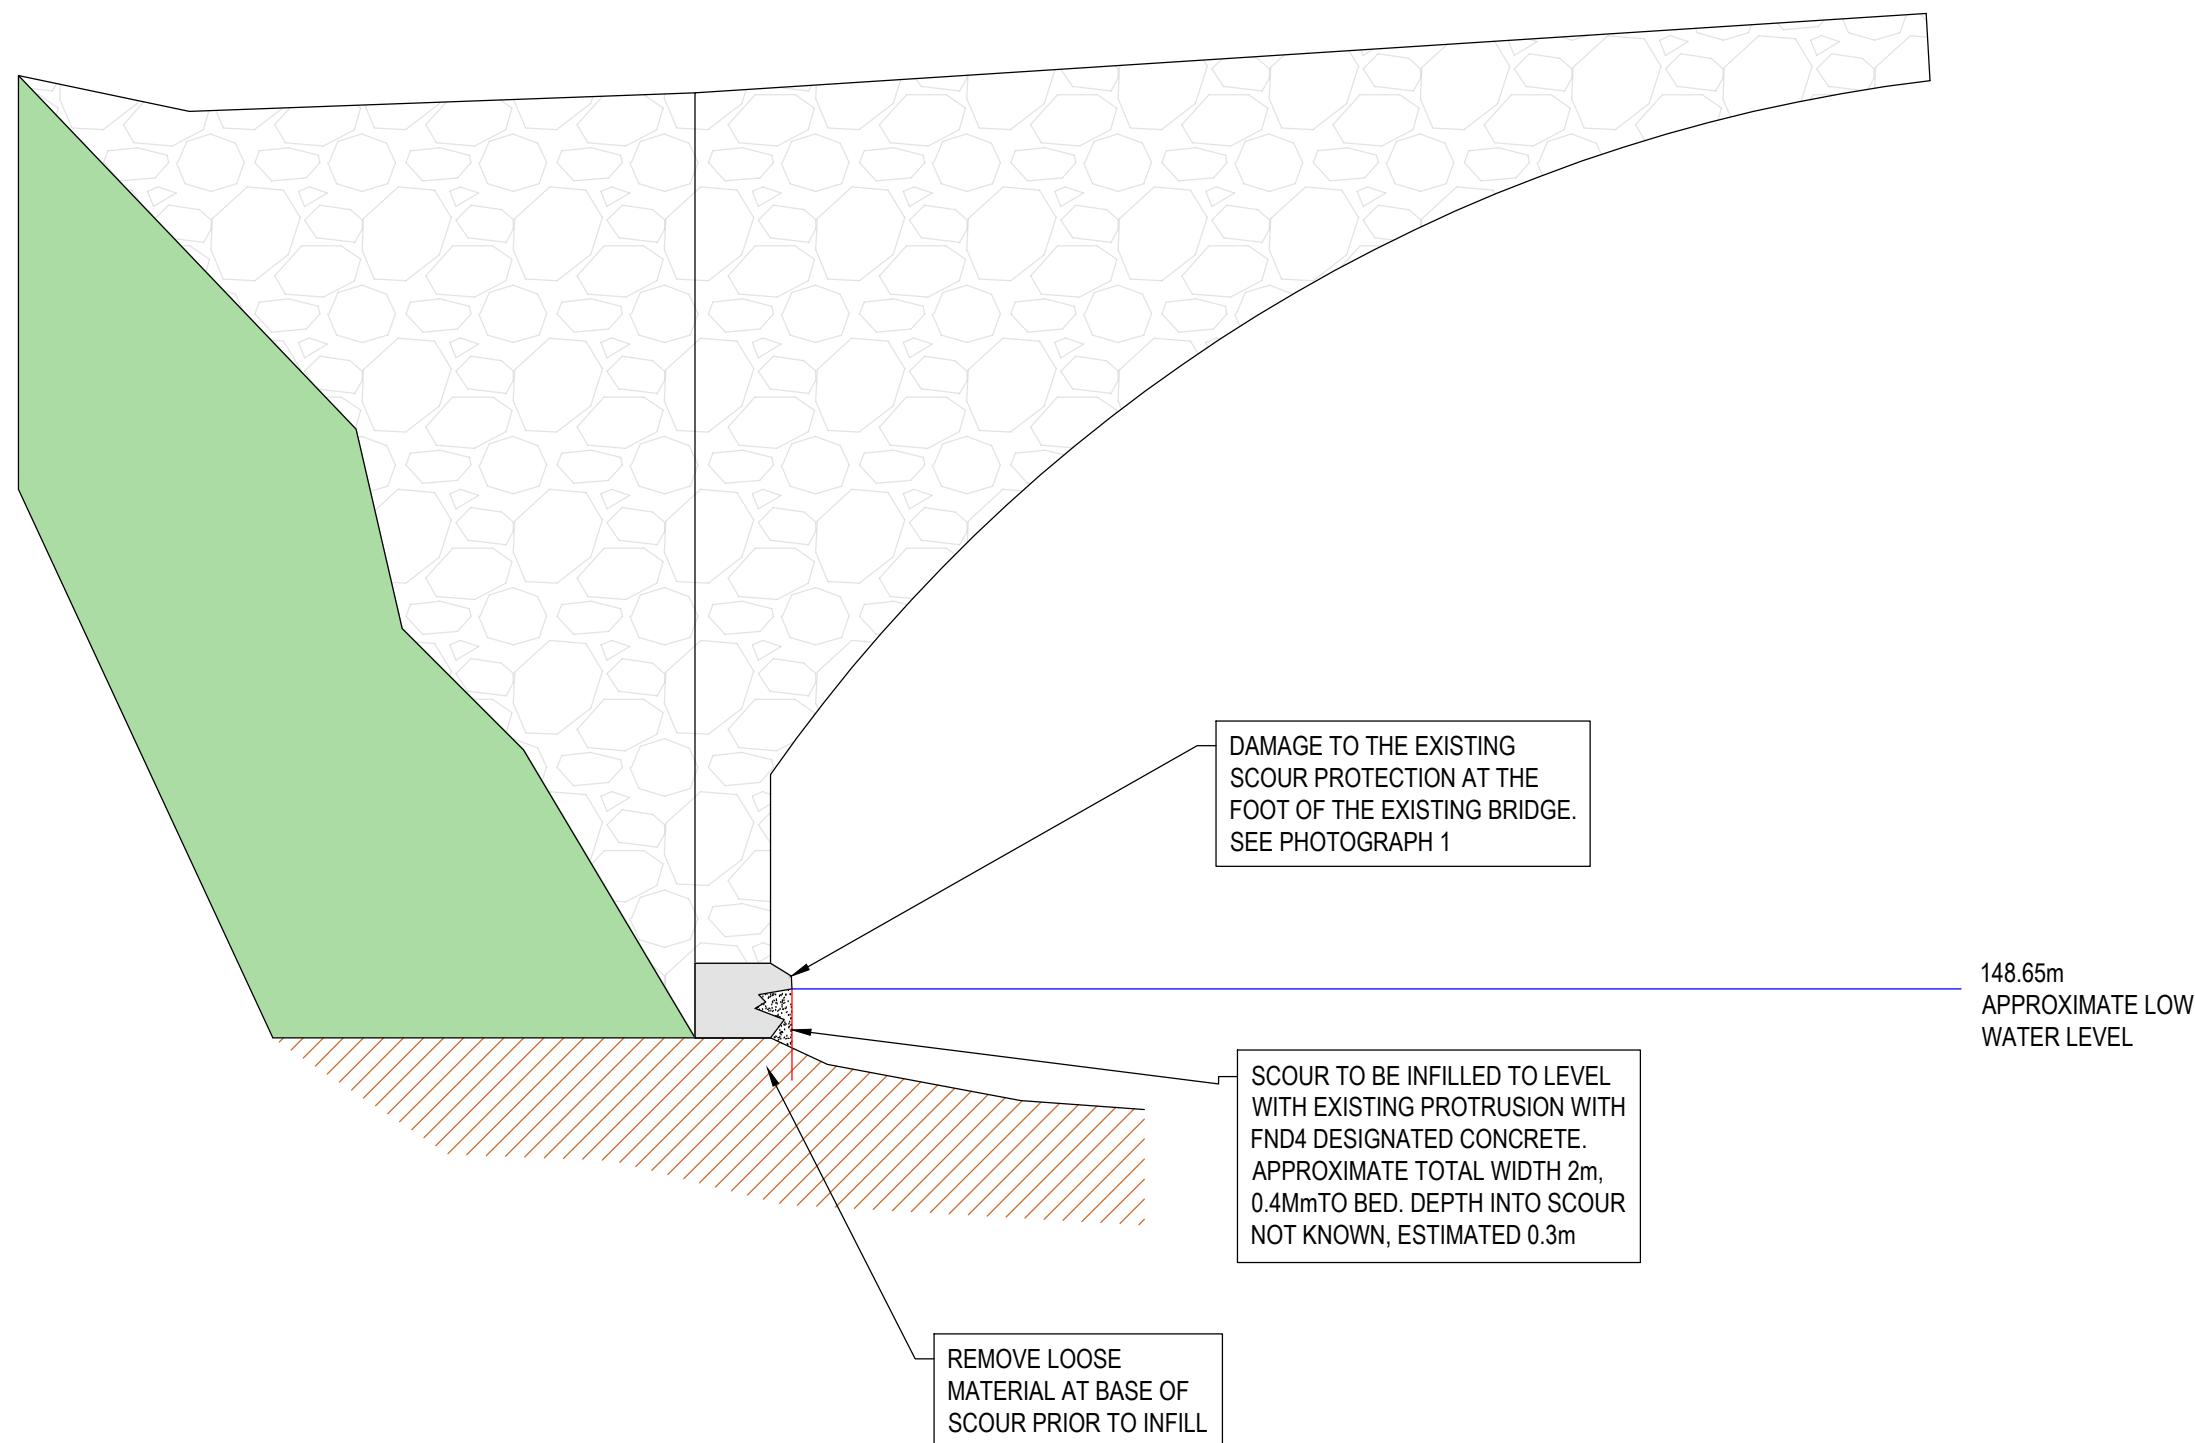 DAMAGE TO THE EXISTING
SCOUR PROTECTION AT THE
FOOT OF THE EXISTING BRIDGE.
SEE PHOTOGRAPH 1
148.65m
APPROXIMATE LOW
WATER LEVEL
SCOUR TO BE INFILLED TO LEVEL
WITH EXISTING PROTRUSION WITH
FND4 DESIGNATED CONCRETE.
APPROXIMATE TOTAL WIDTH 2m,
0.4MmTO BED. DEPTH INTO SCOUR
NOT KNOWN, ESTIMATED 0.3m
REMOVE LOOSE
MATERIAL AT BASE OF
SCOUR PRIOR TO INFILL